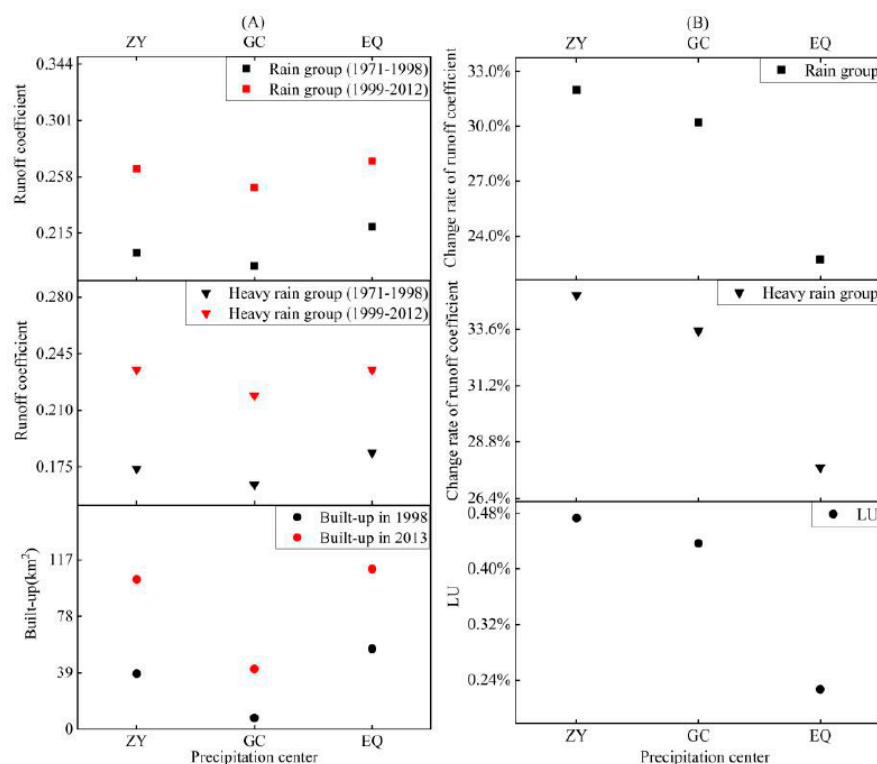 (A)
ZY GC EQ
Runoff coefficient
0.344
0.301
0.258
0.215
Rain group (1971-1998)
Rain group (1999-2012)
Runoff coefficient
0.280
0.245
0.210
0.175
Heavy rain group (1971-1998)
Heavy rain group (1999-2012)
Built-up(km²)
117
78
39
0
Built-up in 1998
Built-up in 2013
ZY GC EQ
Precipitation center
(B)
ZY GC EQ
Change rate of runoff coefficient
33.0%
30.0%
27.0%
24.0%
Rain group
Change rate of runoff coefficient
33.6%
31.2%
28.8%
26.4%
Heavy rain group
LU
0.48%
0.40%
0.32%
0.24%
LU
ZY GC EQ
Precipitation center